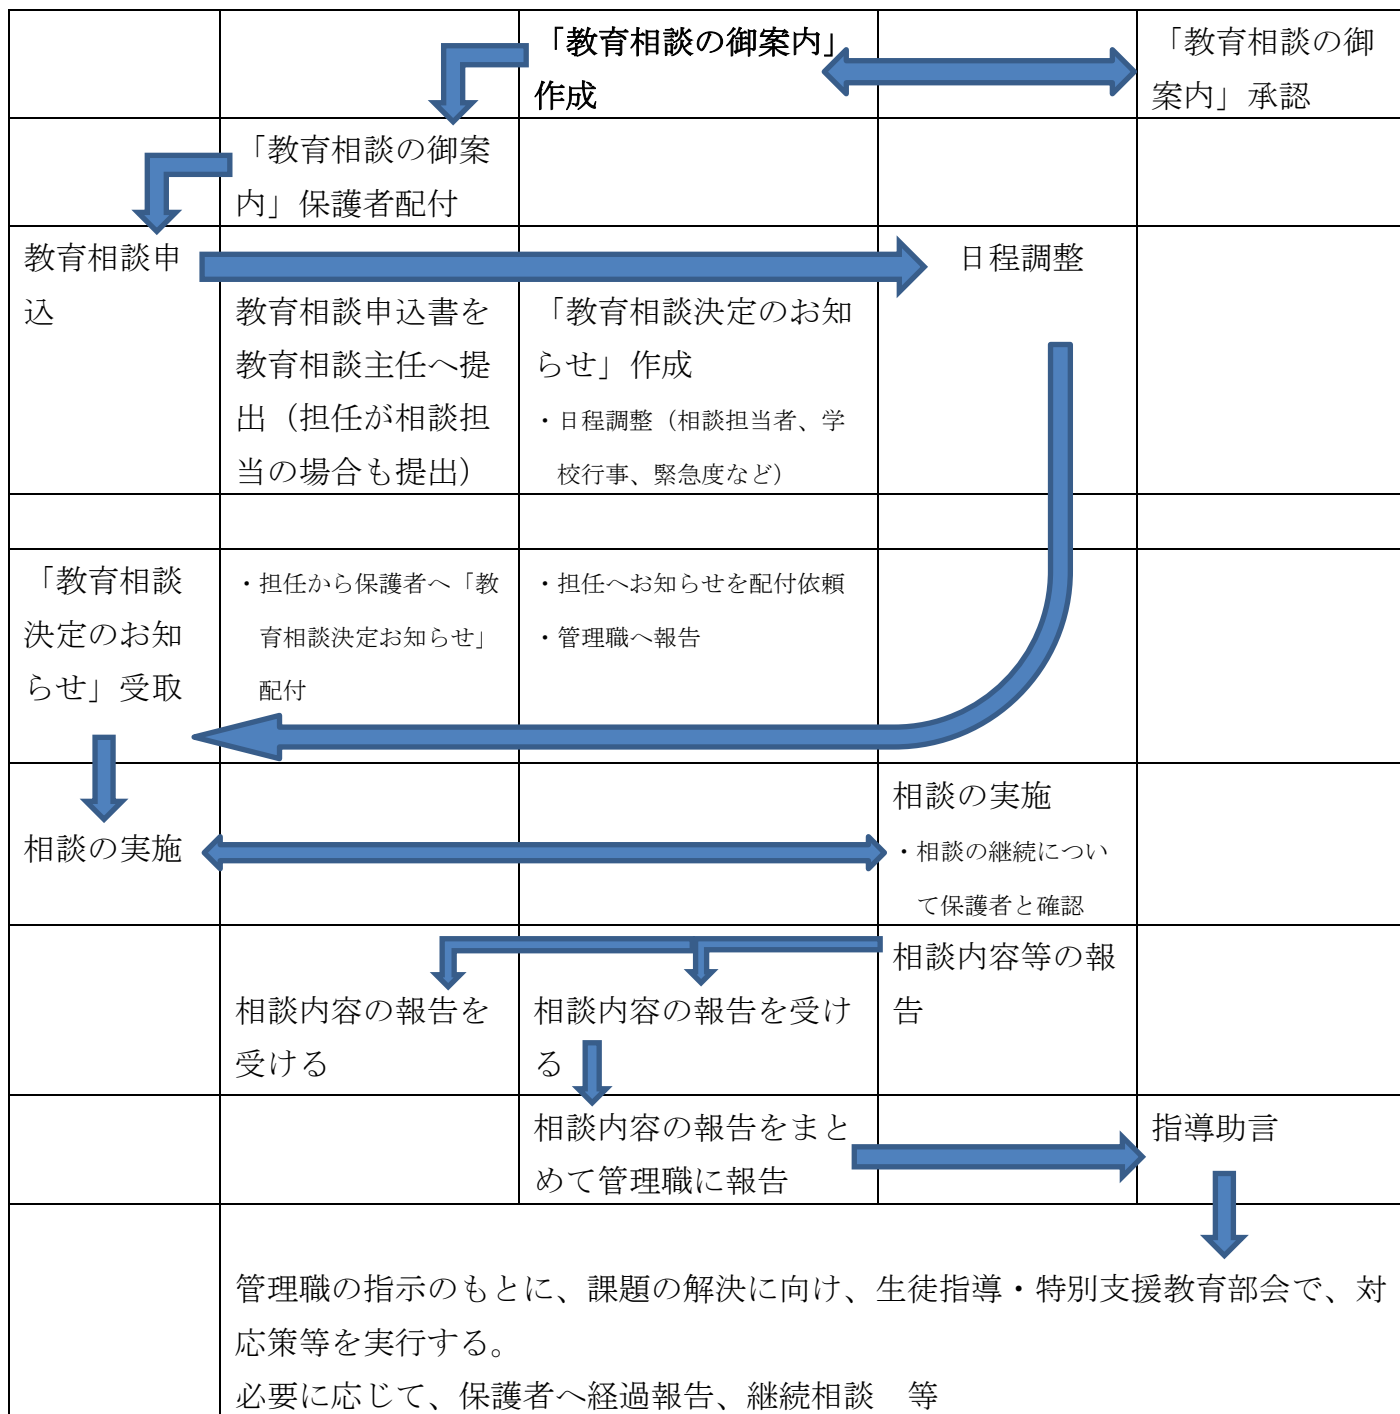 「教育相談の御案内」
作成
「教育相談の御
案内」承認
「教育相談の御案
内」保護者配付
教育相談申
込
教育相談申込書を
教育相談主任へ提
出（担任が相談担
当の場合も提出）
「教育相談決定のお知
らせ」作成
・日程調整（相談担当者、学
校行事、緊急度など）
日程調整
「教育相談
決定のお知
らせ」受取
・担任から保護者へ「教
育相談決定お知らせ」
配付
・担任へお知らせを配付依頼
・管理職へ報告
相談の実施
相談の実施
・相談の継続につい
て保護者と確認
相談内容の報告を
受ける
相談内容の報告を受け
る
相談内容等の報
告
相談内容の報告をまと
めて管理職に報告
指導助言
管理職の指示のもとに、課題の解決に向け、生徒指導・特別支援教育部会で、対
応策等を実行する。
必要に応じて、保護者へ経過報告、継続相談　等